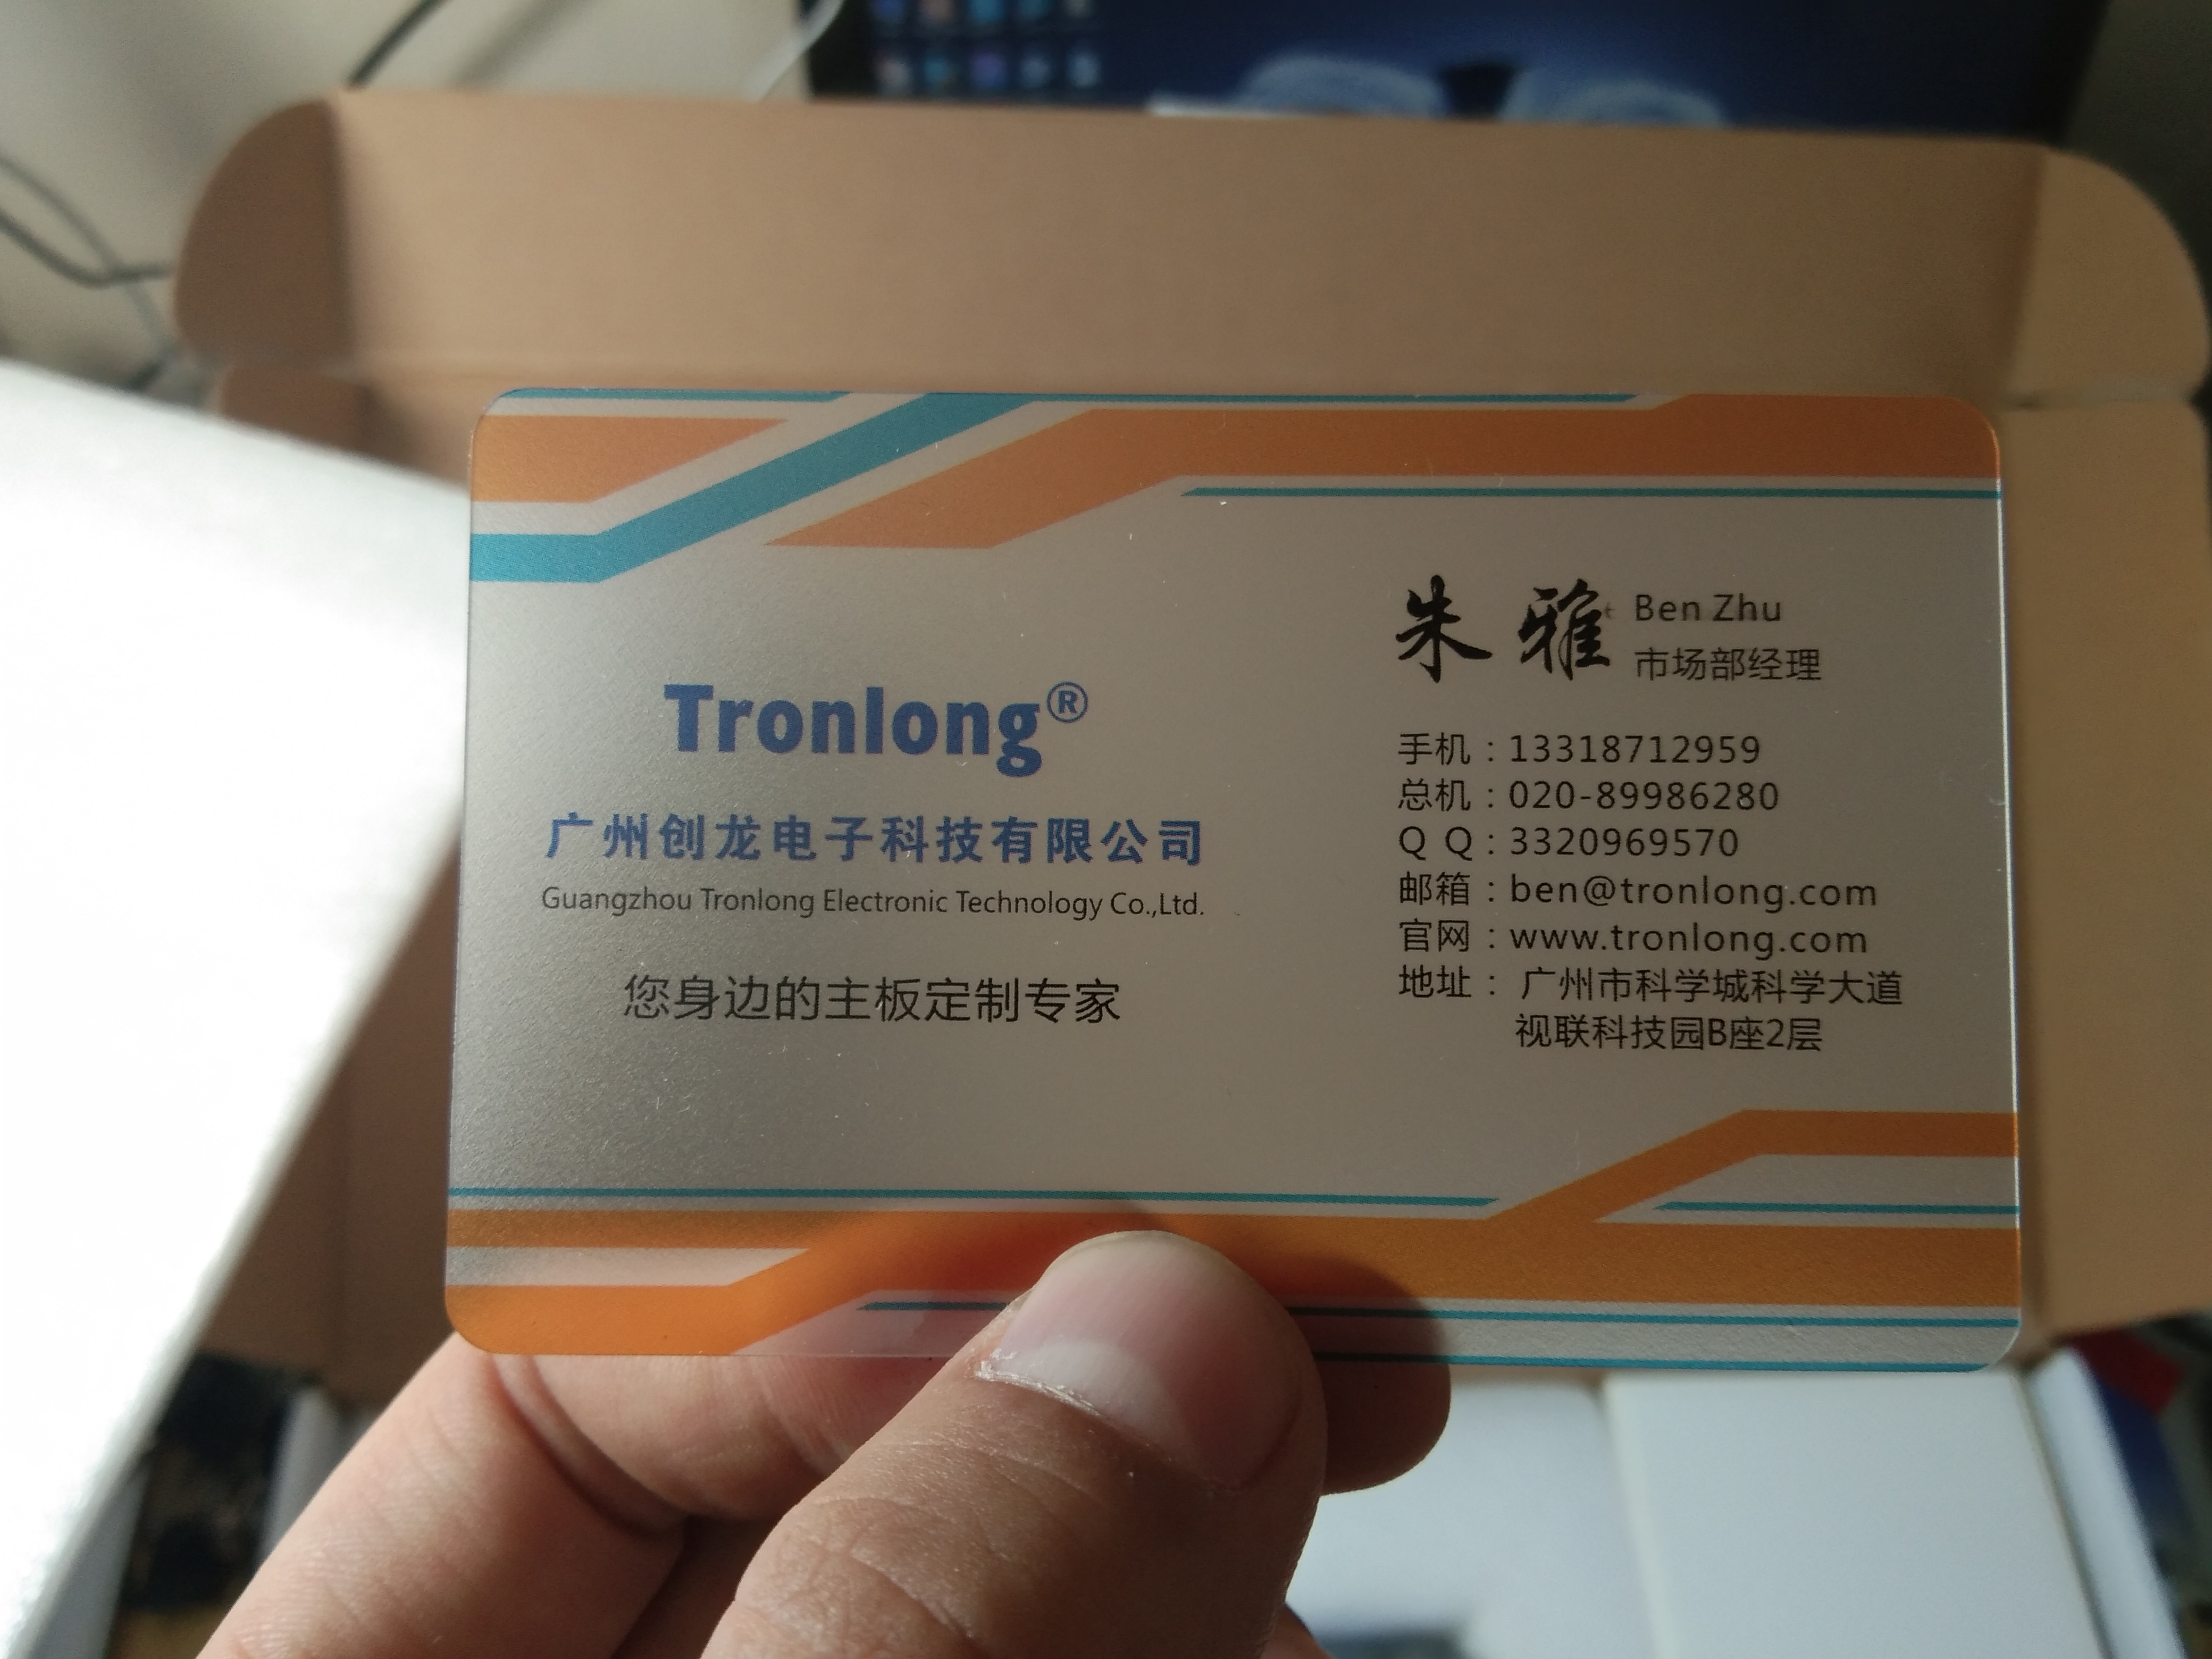 Tronlong®
广州创龙电子科技有限公司
Guangzhou Tronlong Electronic Technology Co.,Ltd.
您身边的主板定制专家
朱雅 Ben Zhu
市场部经理
手机：13318712959
总机：020-89986280
Q Q：3320969570
邮箱：ben@tronlong.com
官网：www.tronlong.com
地址：广州市科学城科学大道
视联科技园B座2层